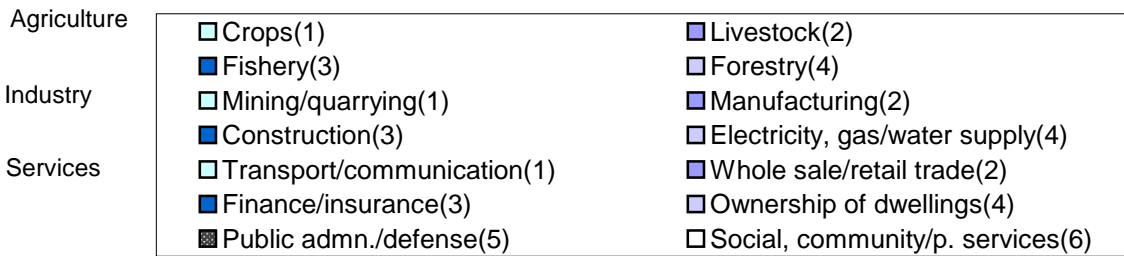 Agriculture
Crops(1) Livestock(2)
Fishery(3) Forestry(4)
Industry
Mining/quarrying(1) Manufacturing(2)
Construction(3) Electricity, gas/water supply(4)
Services
Transport/communication(1) Whole sale/retail trade(2)
Finance/insurance(3) Ownership of dwellings(4)
Public admn./defense(5) Social, community/p. services(6)